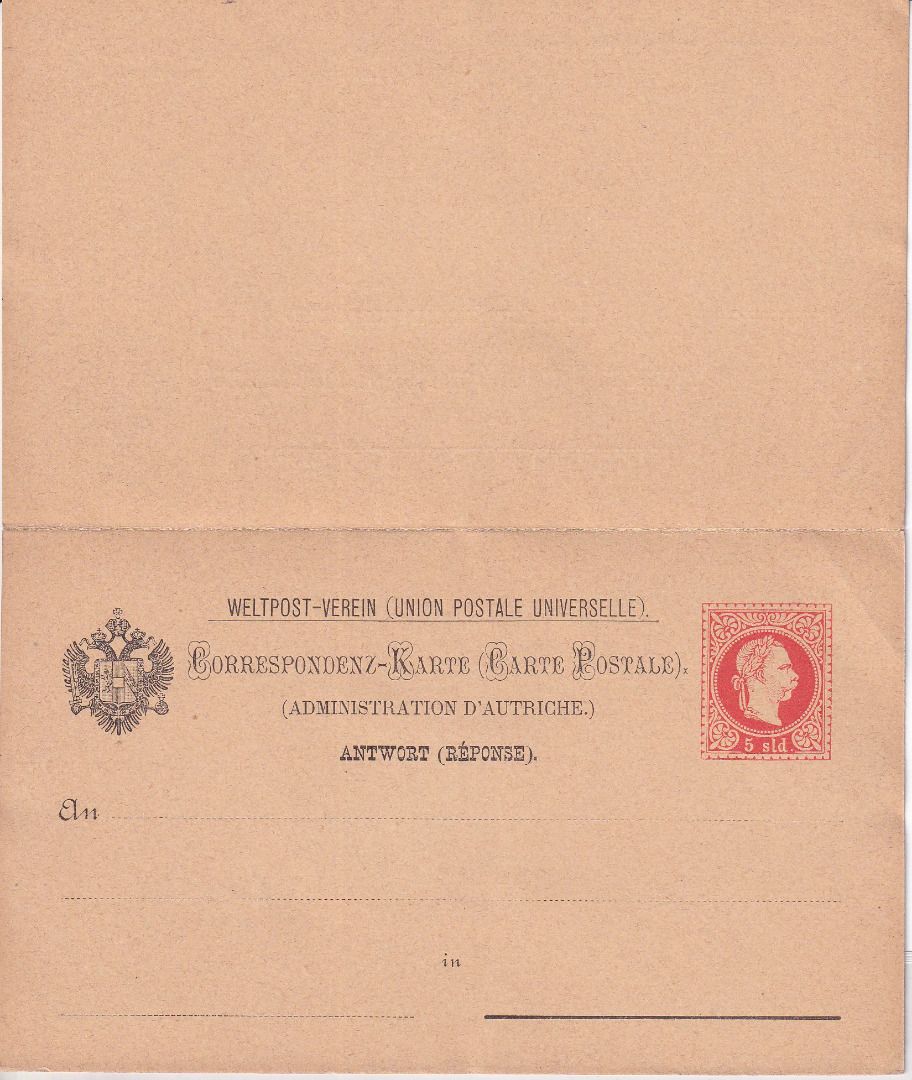 WELTPOST-VEREIN (UNION POSTALE UNIVERSELLE).
CORRESPONDENZ-KARTE (CARTE POSTALE).
(ADMINISTRATION D'AUTRICHE.)
ANTWORT (RÉPONSE).
5 sld.
An
in